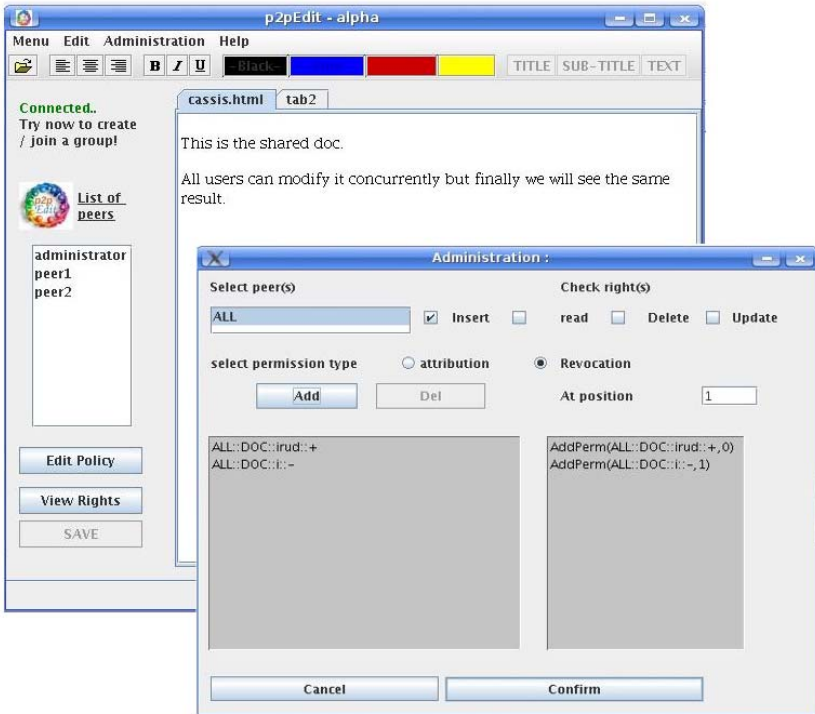 p2pEdit - alpha
Menu Edit Administration Help
B I U -Black- TITLE SUB-TITLE TEXT
Connected..
Try now to create
/ join a group!
p2p
Edit
List of
peers
administrator
peer1
peer2
Edit Policy
View Rights
SAVE
cassis.html tab2
This is the shared doc.
All users can modify it concurrently but finally we will see the same
result.
Administration :
Select peer(s) Check right(s)
ALL Insert read Delete Update
select permission type attribution Revocation
Add Del At position 1
ALL::DOC::irud::+
ALL::DOC::i::-
AddPerm(ALL::DOC::irud::+,0)
AddPerm(ALL::DOC::i::-,1)
Cancel Confirm